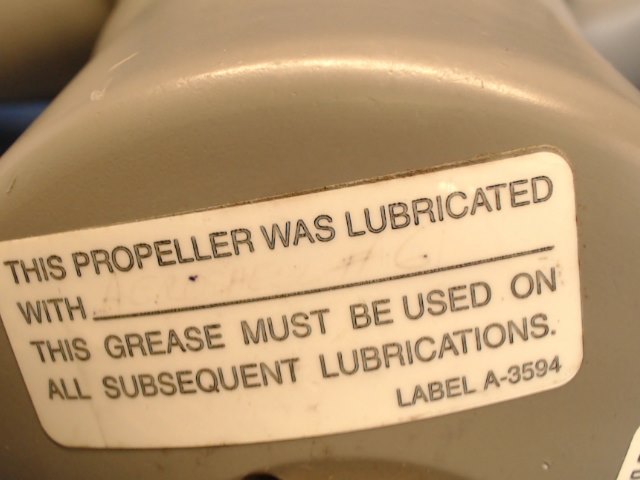 THIS PROPELLER WAS LUBRICATED
WITH
THIS GREASE MUST BE USED ON
ALL SUBSEQUENT LUBRICATIONS.
LABEL A-3594